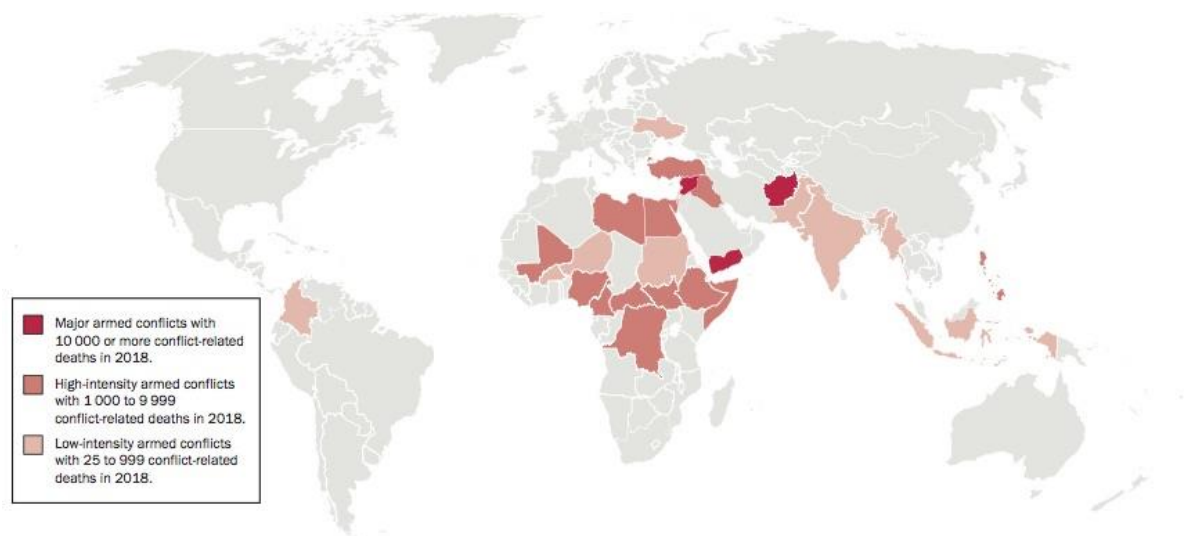 Major armed conflicts with
10 000 or more conflict-related
deaths in 2018.
High-intensity armed conflicts
with 1 000 to 9 999
conflict-related deaths in 2018.
Low-intensity armed conflicts
with 25 to 999 conflict-related
deaths in 2018.